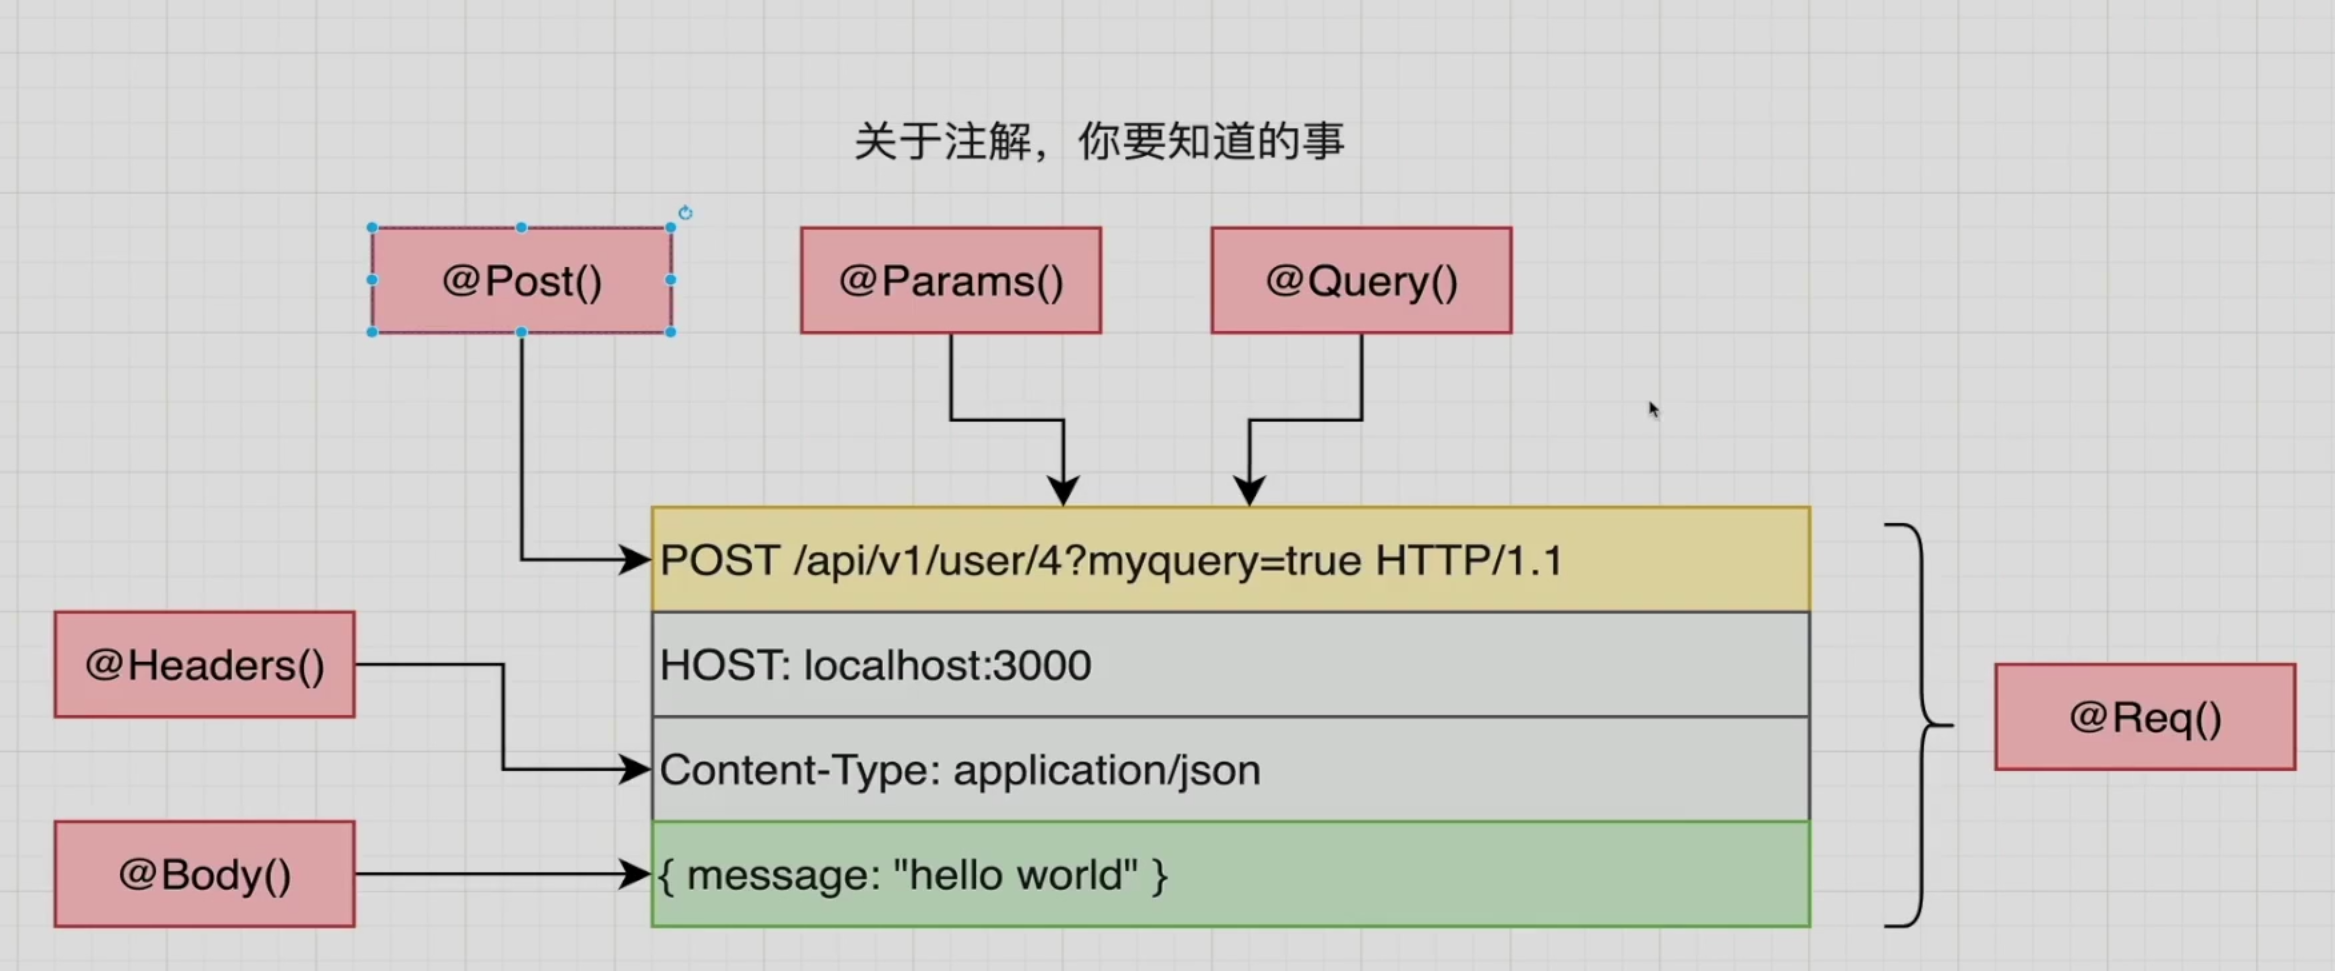 关于注解，你要知道的事
@Post()
@Params()
@Query()
POST /api/v1/user/4?myquery=true HTTP/1.1
@Headers()
HOST: localhost:3000
@Req()
Content-Type: application/json
@Body()
{ message: "hello world" }